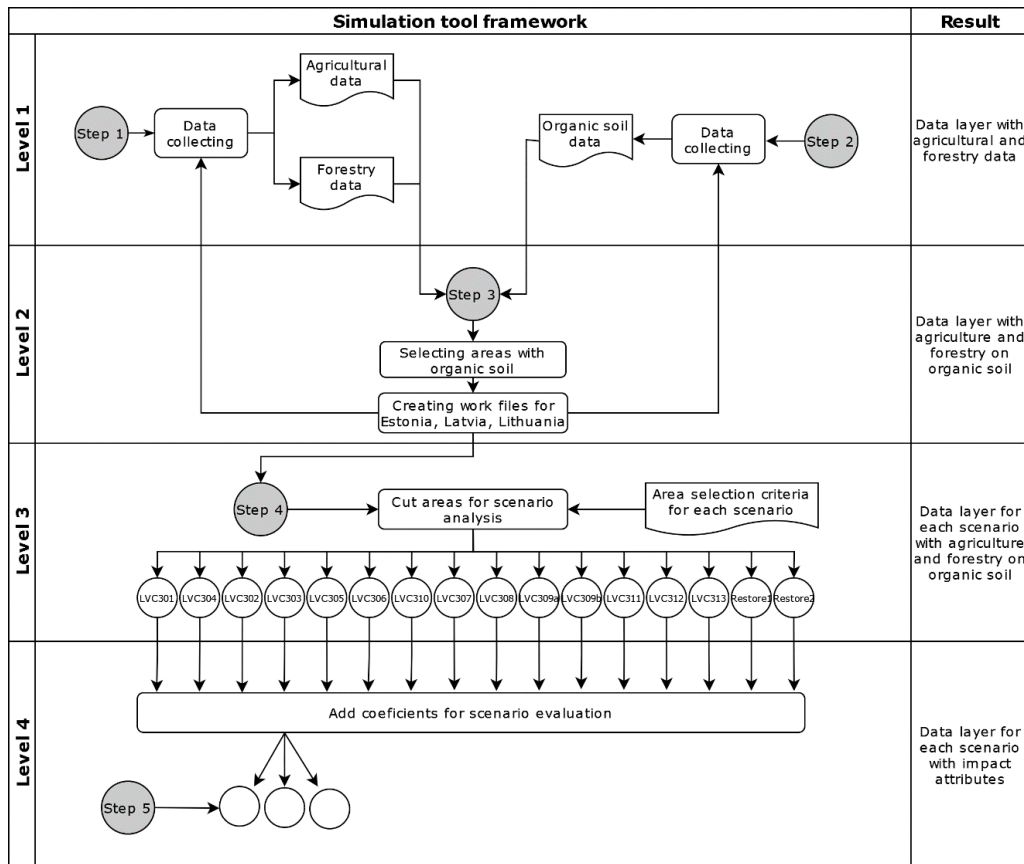 Simulation tool framework
Result
Level 1
Step 1
Data
collecting
Agricultural
data
Forestry
data
Organic soil
data
Data
collecting
Step 2
Data layer with
agricultural and
forestry data
Level 2
Step 3
Selecting areas with
organic soil
Creating work files for
Estonia, Latvia, Lithuania
Data layer with
agriculture and
forestry on
organic soil
Level 3
Step 4
Cut areas for scenario
analysis
Area selection criteria
for each scenario
LVC301
LVC304
LVC302
LVC303
LVC305
LVC306
LVC310
LVC307
LVC308
LVC309a
LVC309b
LVC311
LVC312
LVC313
Restore1
Restore2
Data layer for
each scenario
with agriculture
and forestry on
organic soil
Level 4
Add coeficients for scenario evaluation
Step 5
Data layer for
each scenario
with impact
attributes